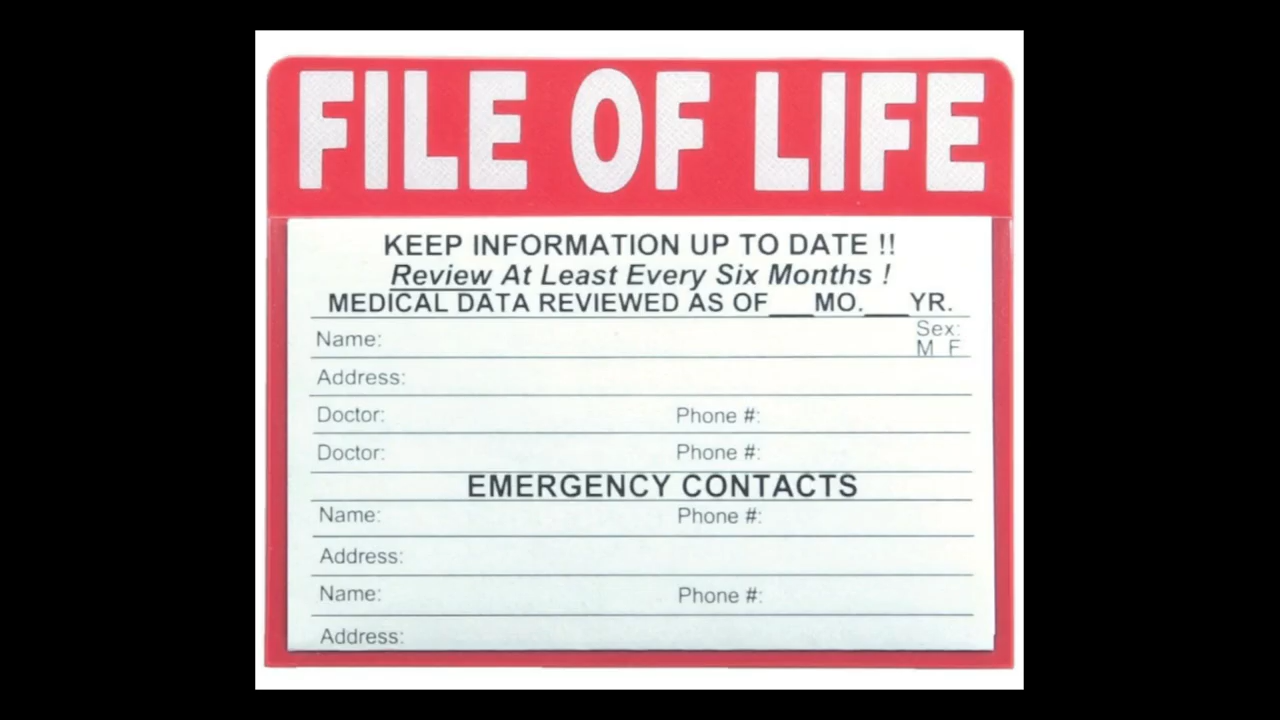 FILE OF LIFE
KEEP INFORMATION UP TO DATE !!
Review At Least Every Six Months !
MEDICAL DATA REVIEWED AS OF___MO.___YR.
Name: Sex:
M F
Address:
Doctor: Phone #:
Doctor: Phone #:
EMERGENCY CONTACTS
Name: Phone #:
Address:
Name: Phone #:
Address: